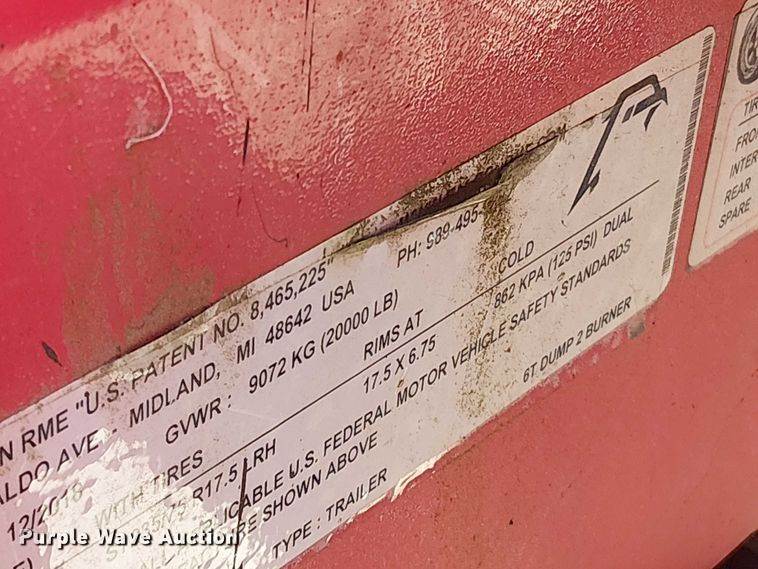 N RME "U.S. PATENT NO. 8,465,225"
ALDO AVE - MIDLAND, MI 48642 USA PH: 989-495-
12/2018 GVWR : 9072 KG (20000 LB)
WITH TIRES RIMS AT COLD
R17.5 LRH 17.5 X 6.75 862 KPA (125 PSI) DUAL
U.S. FEDERAL MOTOR VEHICLE SAFETY STANDARDS
SHOWN ABOVE
TYPE : TRAILER 6T DUMP 2 BURNER
TIR
FRO
INTER
REAR
SPARE
Purple Wave Auction